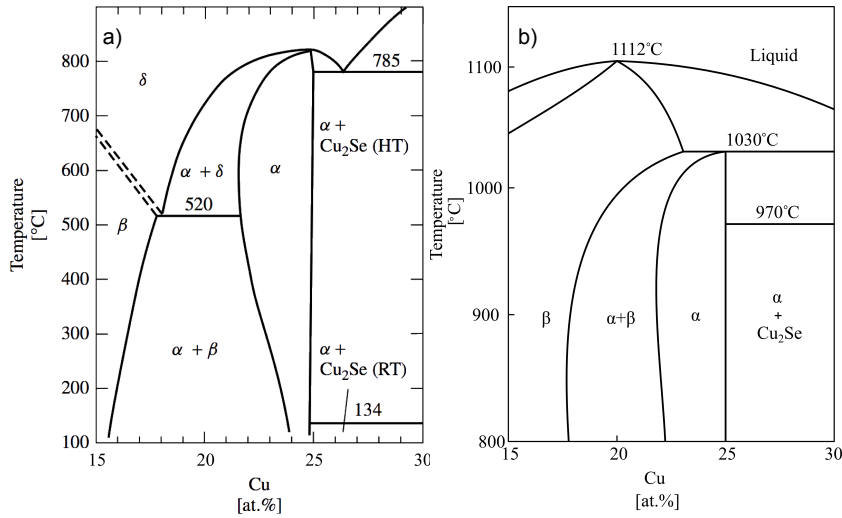 a)
800
700
600
500
400
300
200
100
15
20
25
30
Temperature
[°C]
Cu
[at.%]
δ
785
α +
Cu₂Se (HT)
α + δ
α
520
β
α + β
α +
Cu₂Se (RT)
134
b)
1112°C
Liquid
1100
1030°C
1000
970°C
900
800
β
α+β
α
α
+
Cu₂Se
15
20
25
30
Temperature
[°C]
Cu
[at.%]